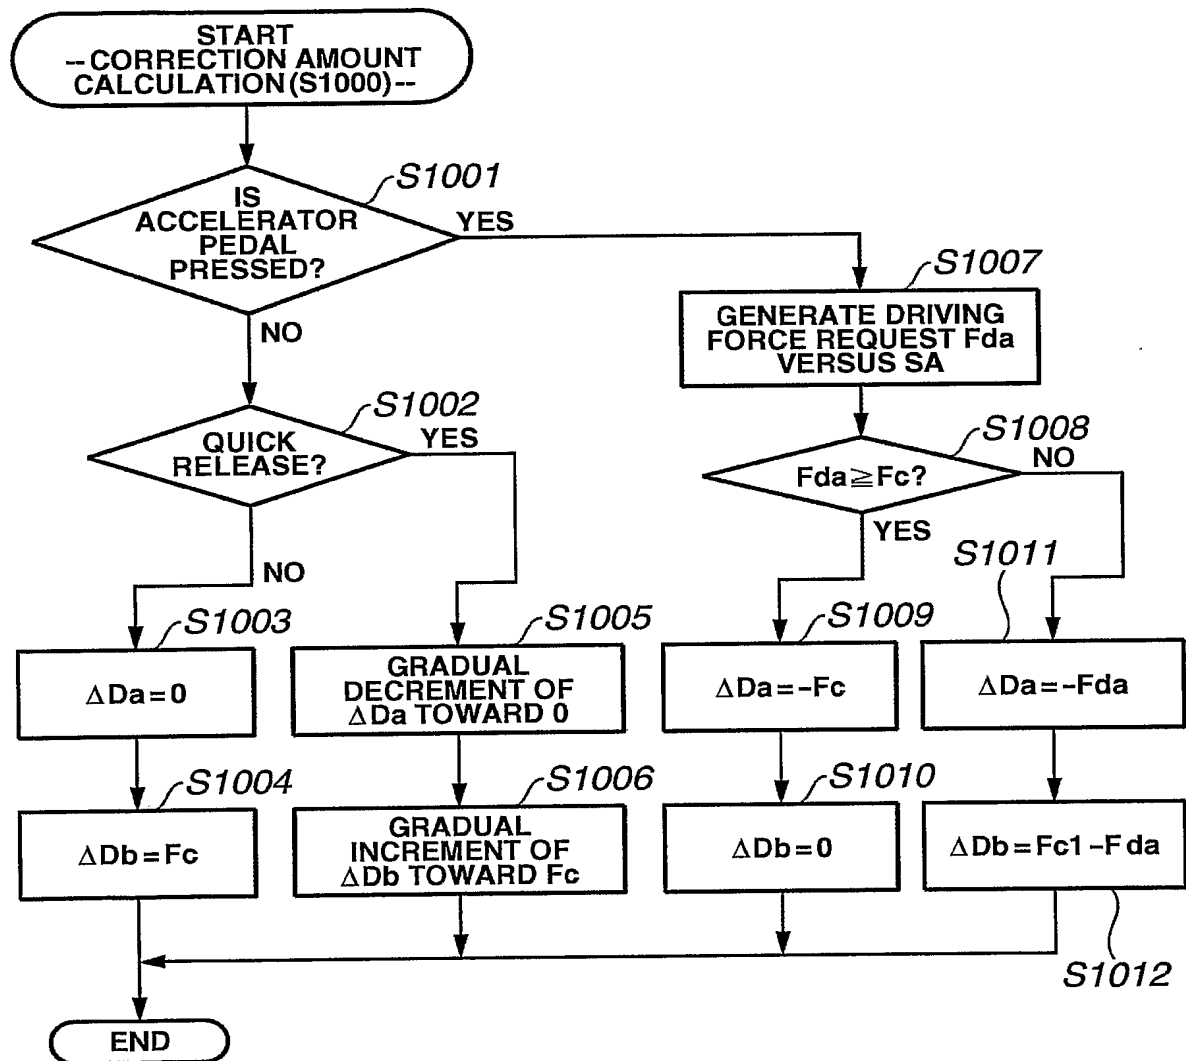 START
--CORRECTION AMOUNT
CALCULATION(S1000)--
S1001
IS
ACCELERATOR
PEDAL
PRESSED?
YES
NO
S1007
GENERATE DRIVING
FORCE REQUEST Fda
VERSUS SA
S1002
QUICK
RELEASE?
YES
NO
S1008
Fda≧Fc?
NO
YES
S1003
ΔDa=0
S1005
GRADUAL
DECREMENT OF
ΔDa TOWARD 0
S1009
ΔDa=-Fc
S1011
ΔDa=-Fda
S1004
ΔDb=Fc
S1006
GRADUAL
INCREMENT OF
ΔDb TOWARD Fc
S1010
ΔDb=0
ΔDb=Fc1-Fda
S1012
END